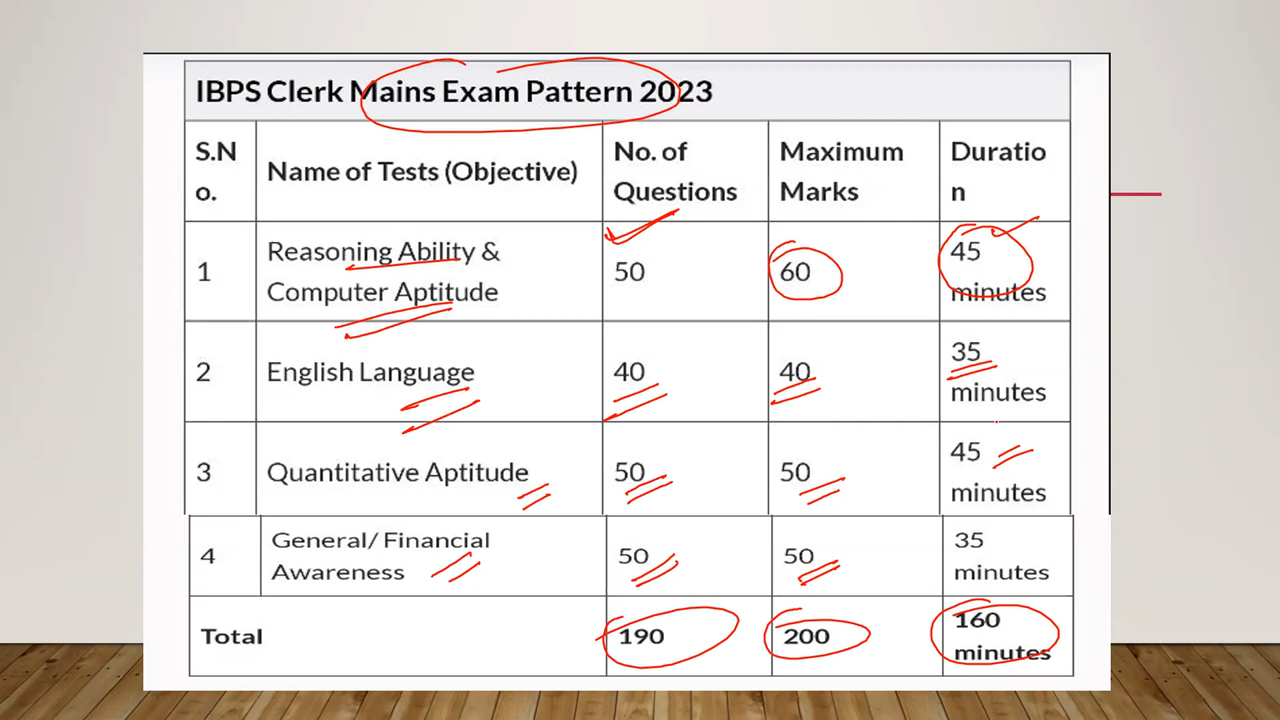 IBPS Clerk Mains Exam Pattern 2023
S.N
o.
Name of Tests (Objective)
No. of
Questions
Maximum
Marks
Duratio
n
1
Reasoning Ability &
Computer Aptitude
50
60
45
minutes
2
English Language
40
40
35
minutes
3
Quantitative Aptitude
50
50
45
minutes
4
General/ Financial
Awareness
50
50
35
minutes
Total
190
200
160
minutes